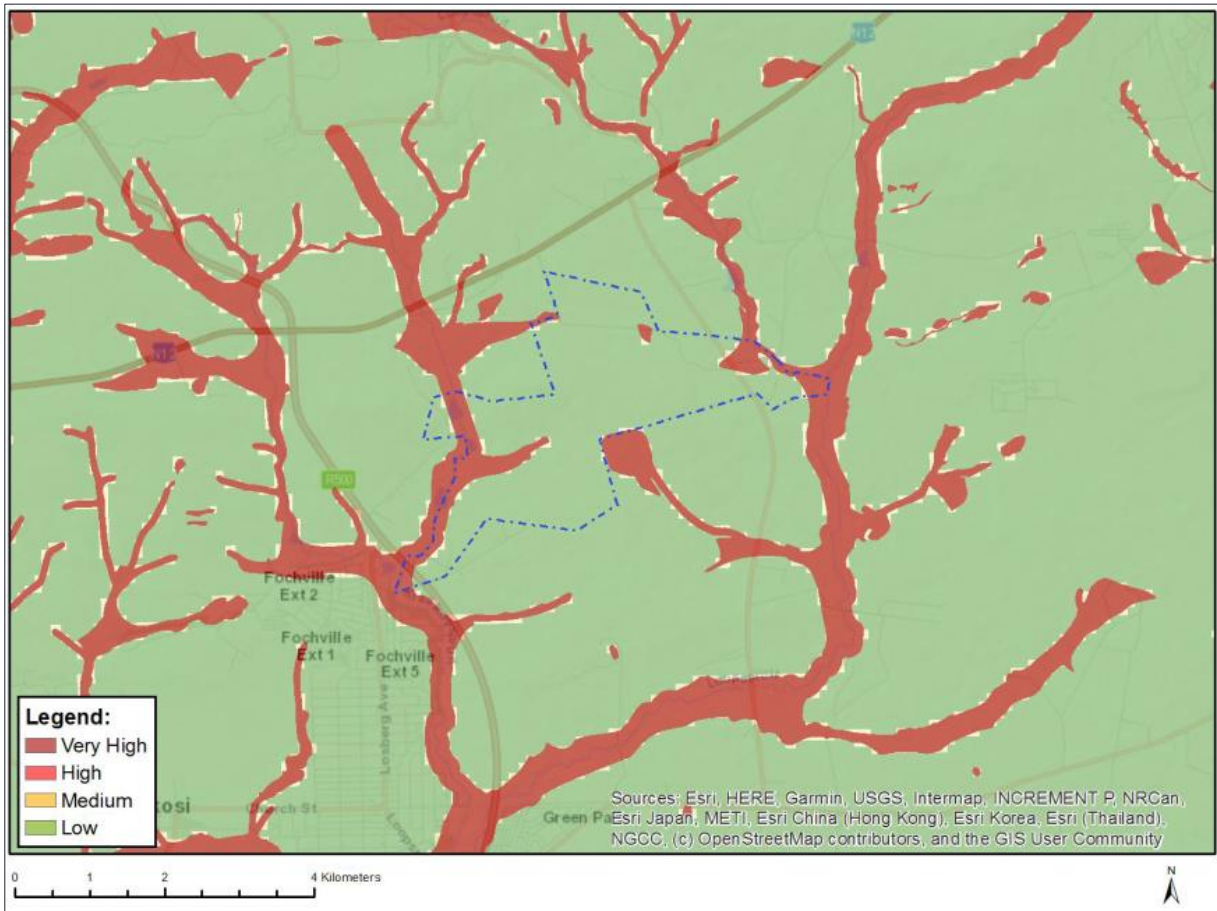 N12
N12
R500
Fochville
Ext 2
Fochville
Ext 1
Fochville
Ext 5
Losberg Ave
Church St
Green Pa
Legend:
Very High
High
Medium
Low
Sources: Esri, HERE, Garmin, USGS, Intermap, INCREMENT P, NRCan,
Esri Japan, METI, Esri China (Hong Kong), Esri Korea, Esri (Thailand),
NGCC, (c) OpenStreetMap contributors, and the GIS User Community
0 1 2 4 Kilometers
N